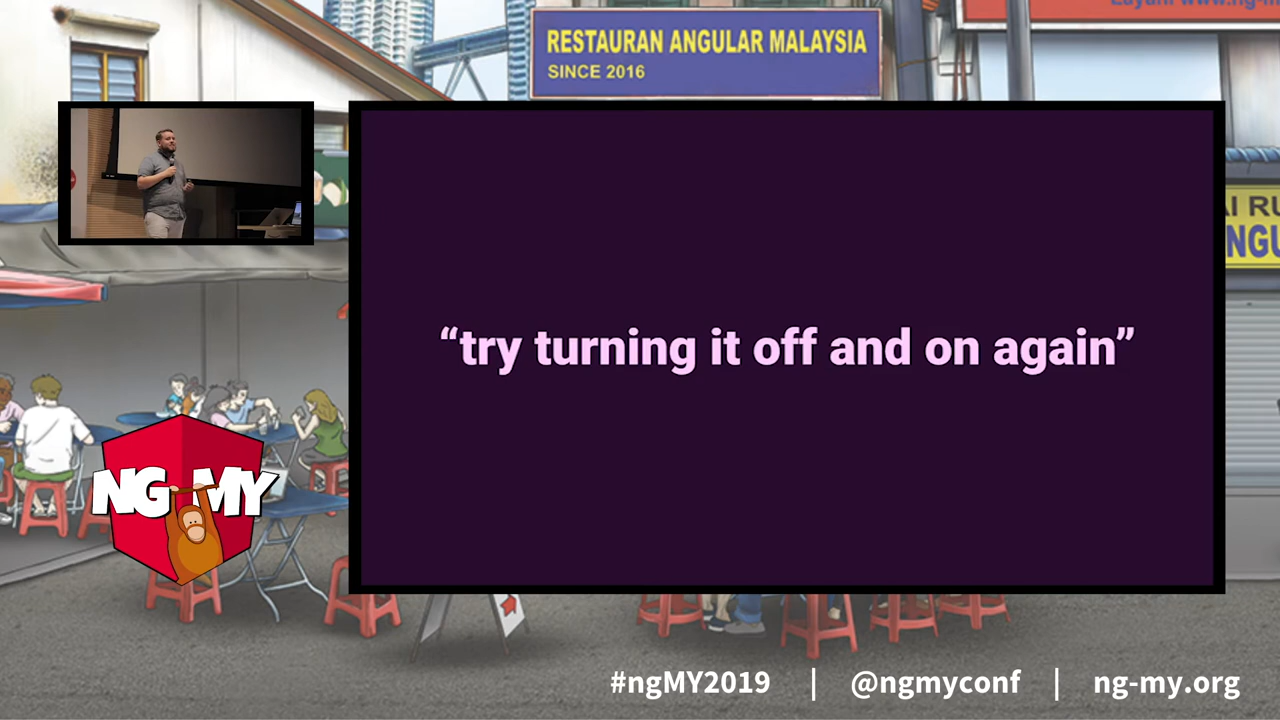 RESTAURAN ANGULAR MALAYSIA
SINCE 2016
“try turning it off and on again”
NG MY
#ngMY2019 | @ngmyconf | ng-my.org